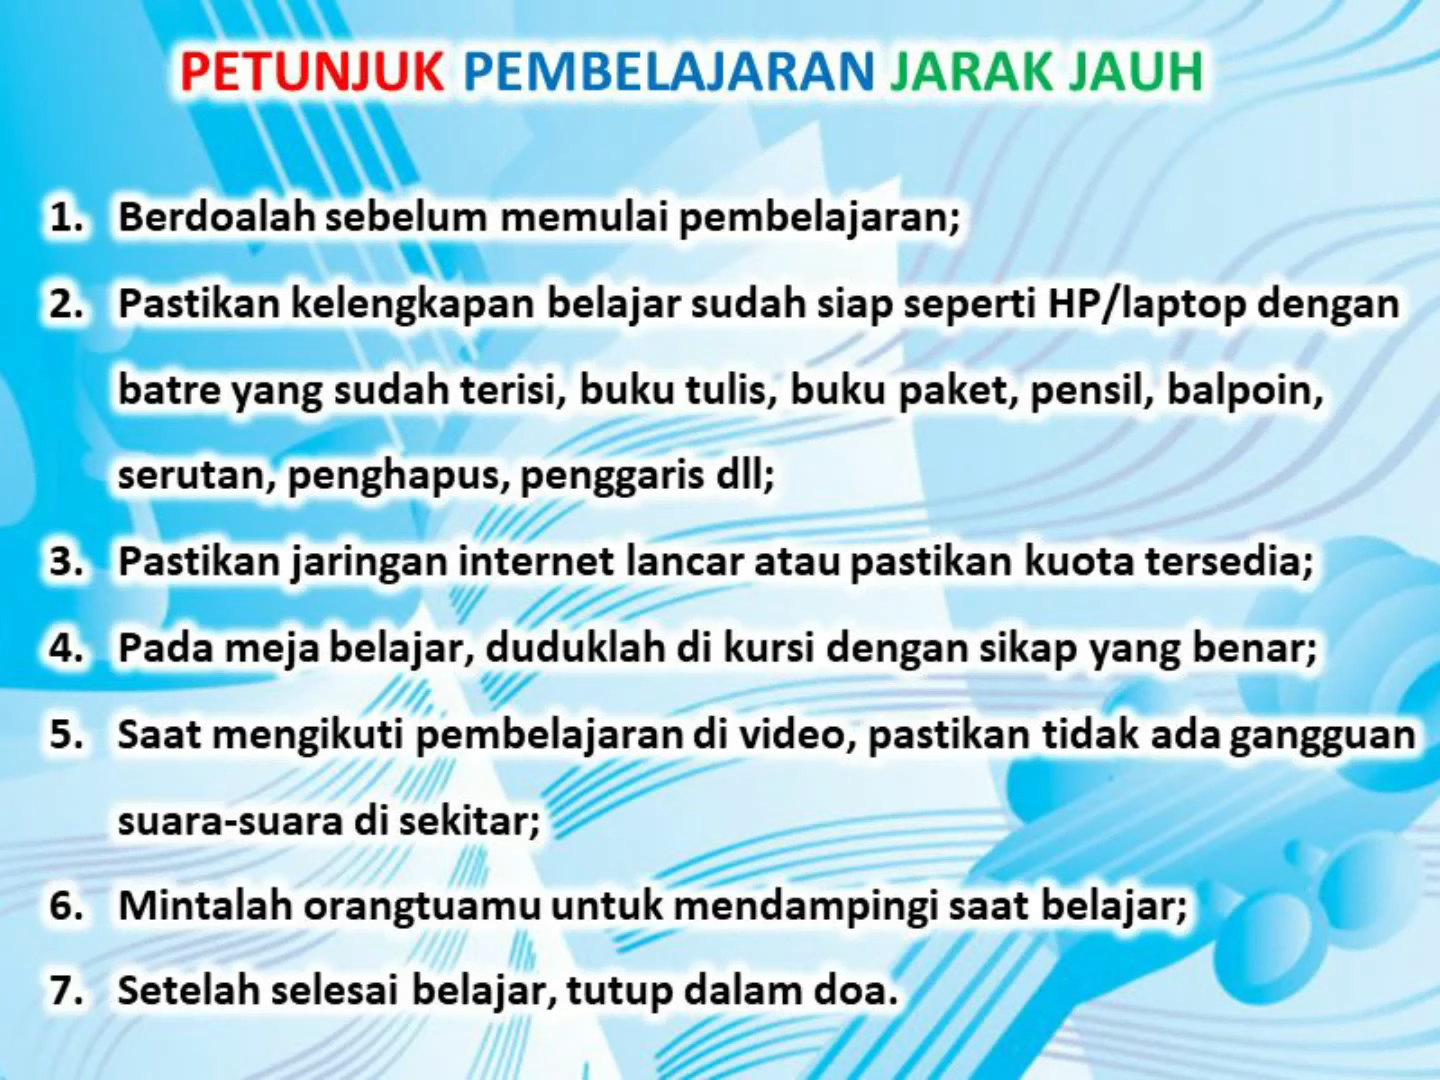 PETUNJUK PEMBELAJARAN JARAK JAUH
1. Berdoalah sebelum memulai pembelajaran;
2. Pastikan kelengkapan belajar sudah siap seperti HP/laptop dengan
batre yang sudah terisi, buku tulis, buku paket, pensil, balpoin,
serutan, penghapus, penggaris dll;
3. Pastikan jaringan internet lancar atau pastikan kuota tersedia;
4. Pada meja belajar, duduklah di kursi dengan sikap yang benar;
5. Saat mengikuti pembelajaran di video, pastikan tidak ada gangguan
suara-suara di sekitar;
6. Mintalah orangtuamu untuk mendampingi saat belajar;
7. Setelah selesai belajar, tutup dalam doa.